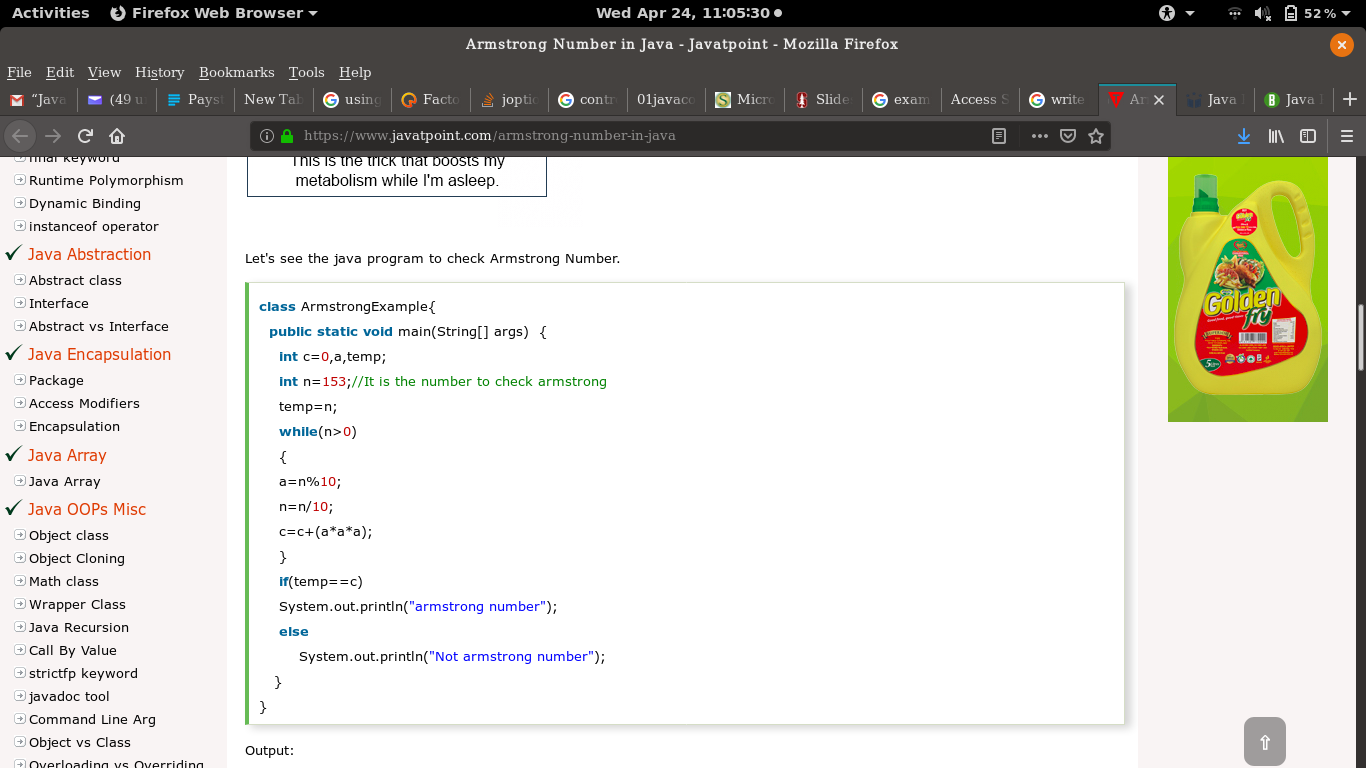 Activities Firefox Web Browser Wed Apr 24, 11:05:30 52 %
Armstrong Number in Java - Javatpoint - Mozilla Firefox
File Edit View History Bookmarks Tools Help
“Java (49 u Payst New Tab using Facto joptio contr 01javaco Micro Slide exam Access S write Ar Java Java I
https://www.javatpoint.com/armstrong-number-in-java
final keyword
Runtime Polymorphism
Dynamic Binding
instanceof operator
Java Abstraction
Abstract class
Interface
Abstract vs Interface
Java Encapsulation
Package
Access Modifiers
Encapsulation
Java Array
Java Array
Java OOPs Misc
Object class
Object Cloning
Math class
Wrapper Class
Java Recursion
Call By Value
strictfp keyword
javadoc tool
Command Line Arg
Object vs Class
Overloading vs Overriding
This is the trick that boosts my
metabolism while I'm asleep.
Let's see the java program to check Armstrong Number.
class ArmstrongExample{
public static void main(String[] args) {
int c=0,a,temp;
int n=153;//It is the number to check armstrong
temp=n;
while(n>0)
{
a=n%10;
n=n/10;
c=c+(a*a*a);
}
if(temp==c)
System.out.println("armstrong number");
else
System.out.println("Not armstrong number");
}
}
Output:
Golden
fry